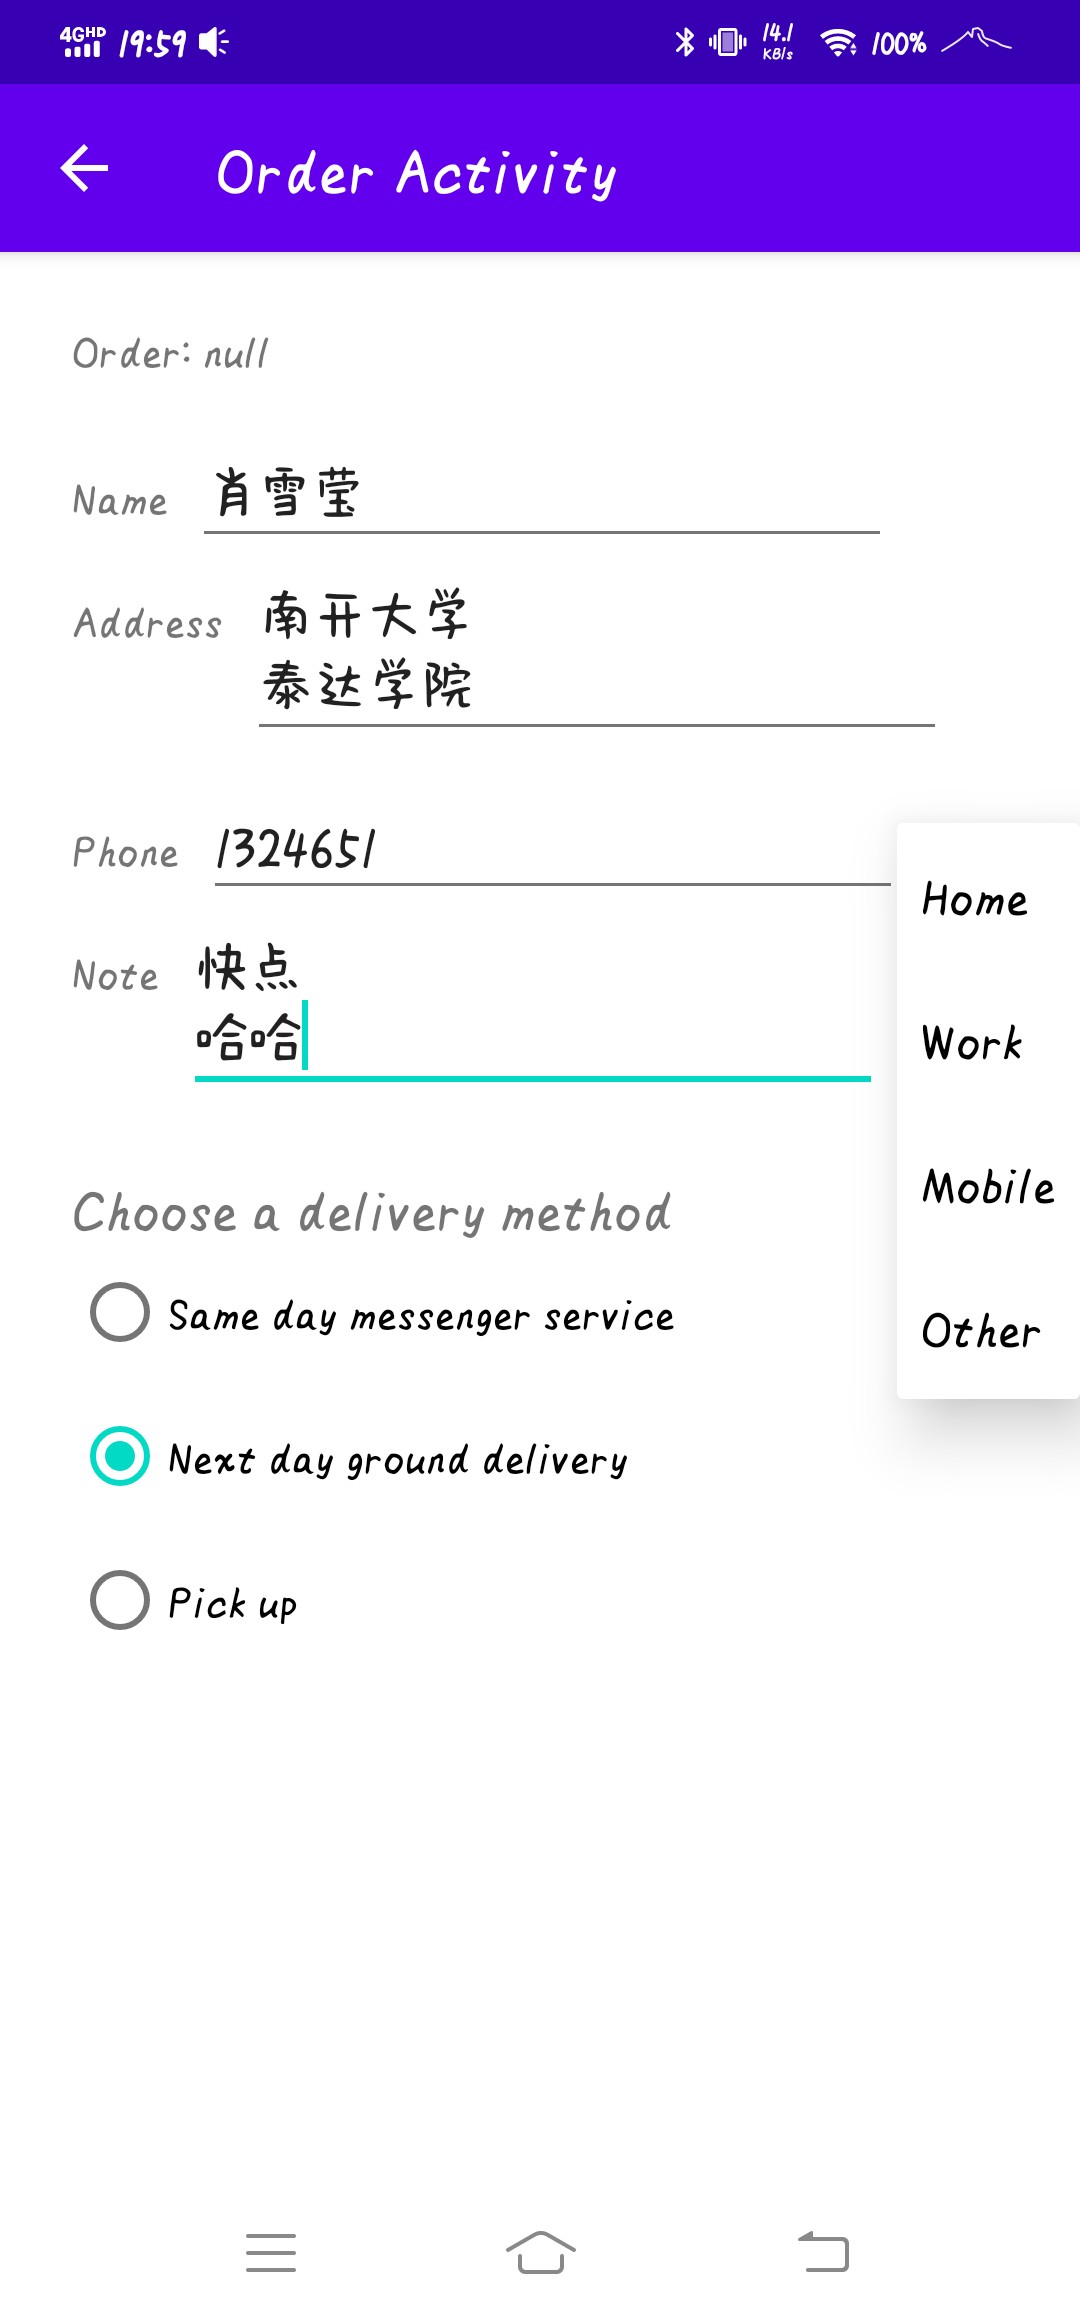 4GHD 19:59 14.1 KB/s 100%
Order Activity
Order: null
Name 肖雪莹
Address 南开大学
泰达学院
Phone 1324651
Note 快点
哈哈
Home
Work
Mobile
Other
Choose a delivery method
Same day messenger service
Next day ground delivery
Pick up